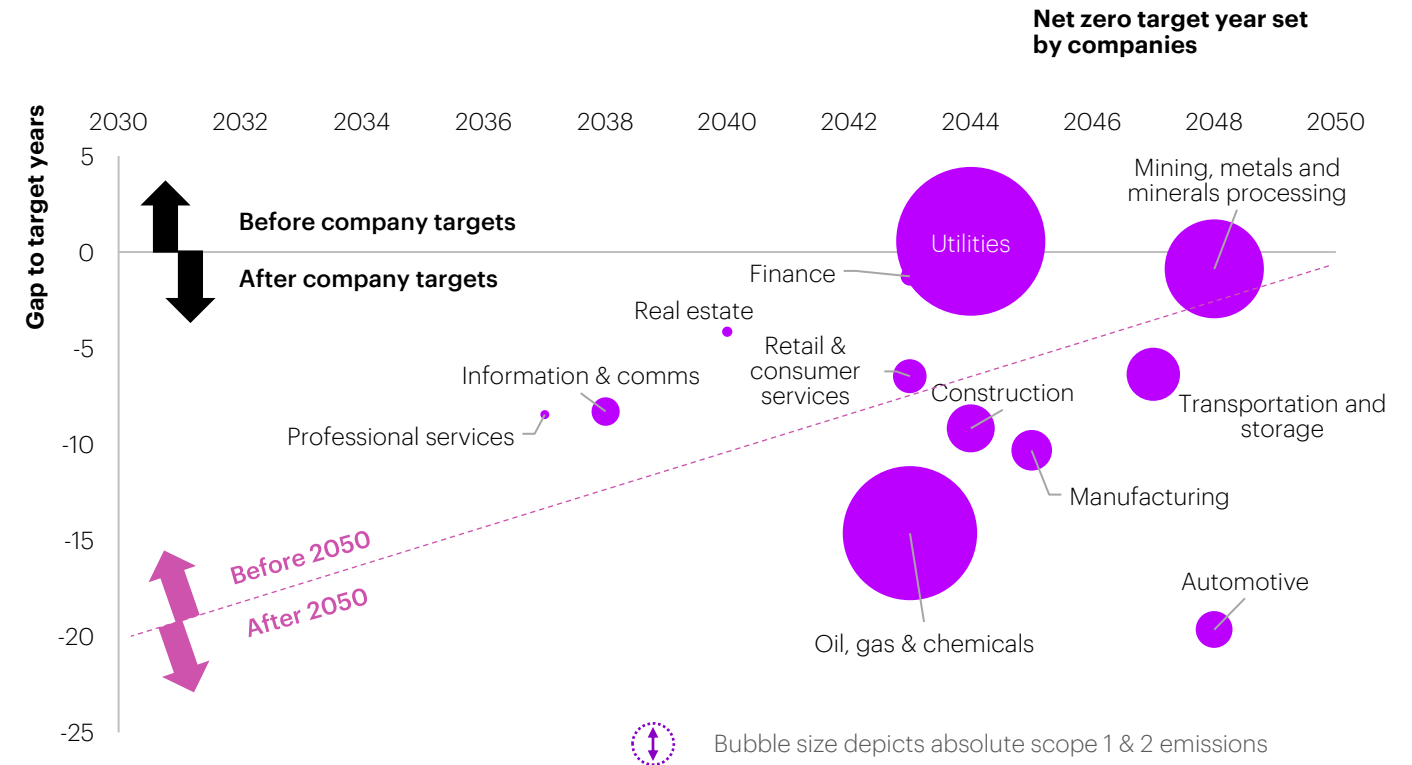 Net zero target year set
by companies
Gap to target years
2030 2032 2034 2036 2038 2040 2042 2044 2046 2048 2050
5
0
-5
-10
-15
-20
-25
Before company targets
After company targets
Mining, metals and
minerals processing
Utilities
Finance
Real estate
Retail &
consumer
services
Information & comms
Construction
Transportation and
storage
Professional services
Manufacturing
Before 2050
After 2050
Automotive
Oil, gas & chemicals
Bubble size depicts absolute scope 1 & 2 emissions